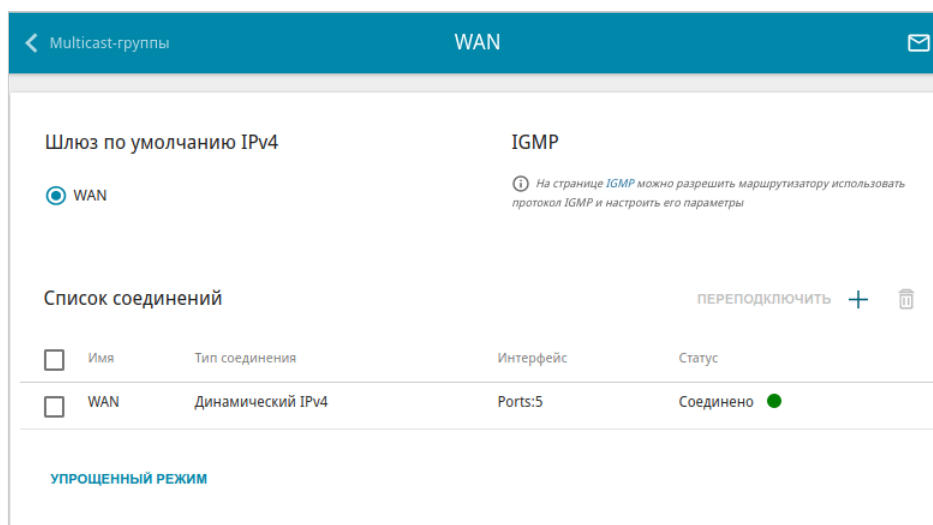 Multicast-группы
WAN
Шлюз по умолчанию IPv4
WAN
IGMP
На странице IGMP можно разрешить маршрутизатору использовать
протокол IGMP и настроить его параметры
Список соединений
ПЕРЕПОДКЛЮЧИТЬ
Имя Тип соединения Интерфейс Статус
WAN Динамический IPv4 Ports:5 Соединено
УПРОЩЕННЫЙ РЕЖИМ